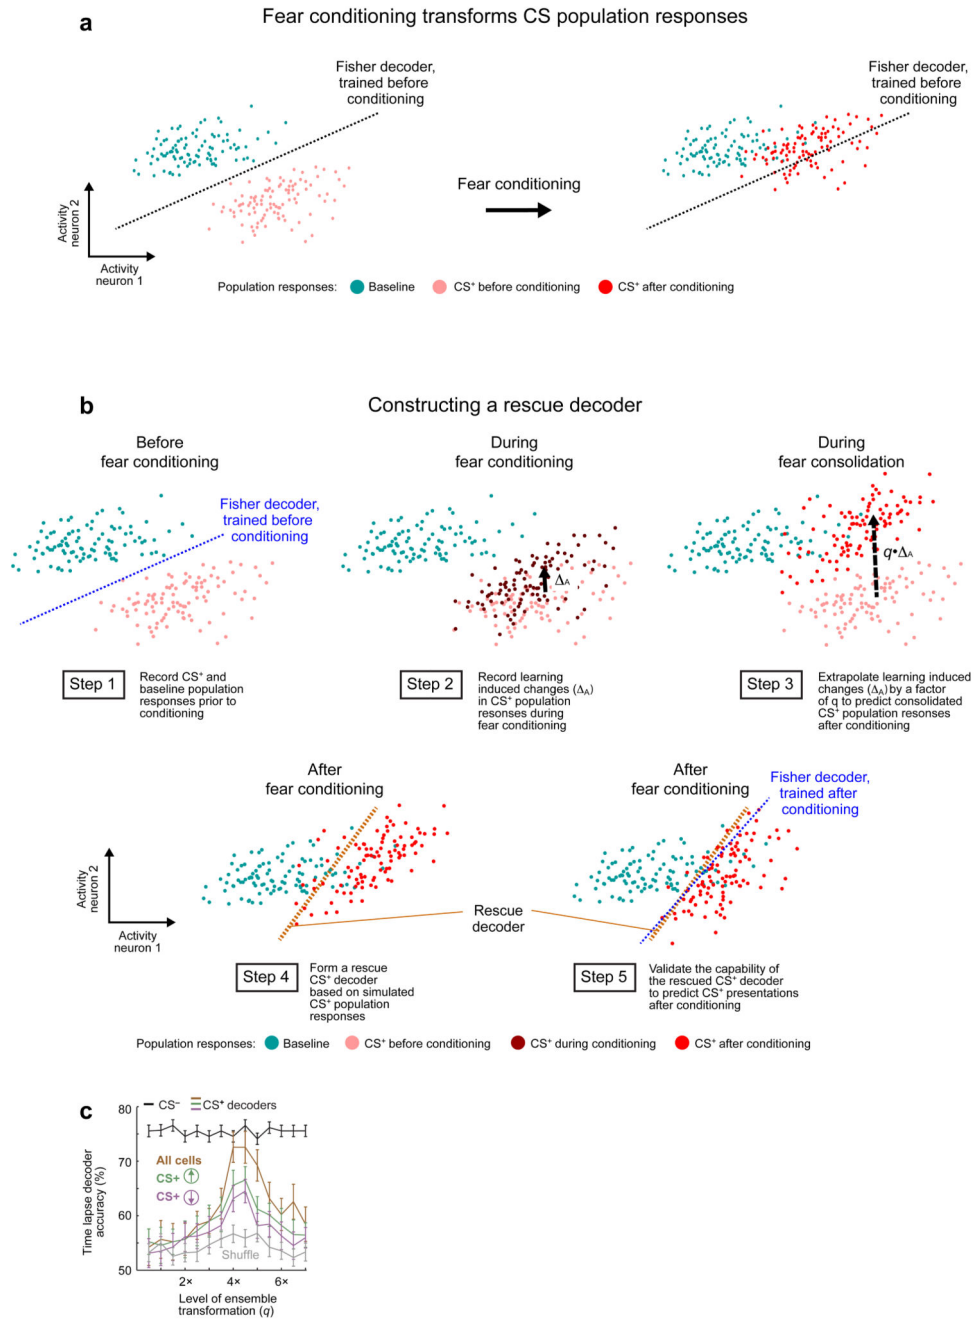 a
Fear conditioning transforms CS population responses
Fisher decoder,
trained before
conditioning
Fisher decoder,
trained before
conditioning
Fear conditioning
Activity
neuron 2
Activity
neuron 1
Population responses: Baseline CS⁺ before conditioning CS⁺ after conditioning
b
Constructing a rescue decoder
Before
fear conditioning
During
fear conditioning
During
fear consolidation
Fisher decoder,
trained before
conditioning
Δ_A
q•Δ_A
Step 1
Record CS⁺ and
baseline population
responses prior to
conditioning
Step 2
Record learning
induced changes (Δ_A)
in CS⁺ population
resonses during
fear conditioning
Step 3
Extrapolate learning induced
changes (Δ_A) by a factor
of q to predict consolidated
CS⁺ population resonses
after conditioning
After
fear conditioning
After
fear conditioning
Fisher decoder,
trained after
conditioning
Activity
neuron 2
Activity
neuron 1
Rescue
decoder
Step 4
Form a rescue
CS⁺ decoder
based on simulated
CS⁺ population
responses
Step 5
Validate the capability of
the rescued CS⁺ decoder
to predict CS⁺ presentations
after conditioning
Population responses: Baseline CS⁺ before conditioning CS⁺ during conditioning CS⁺ after conditioning
c
CS⁻ CS⁺ decoders
All cells
CS+ ↑
CS+ ↓
Shuffle
Time lapse decoder
accuracy (%)
80
70
60
50
2× 4× 6×
Level of ensemble
transformation (q)